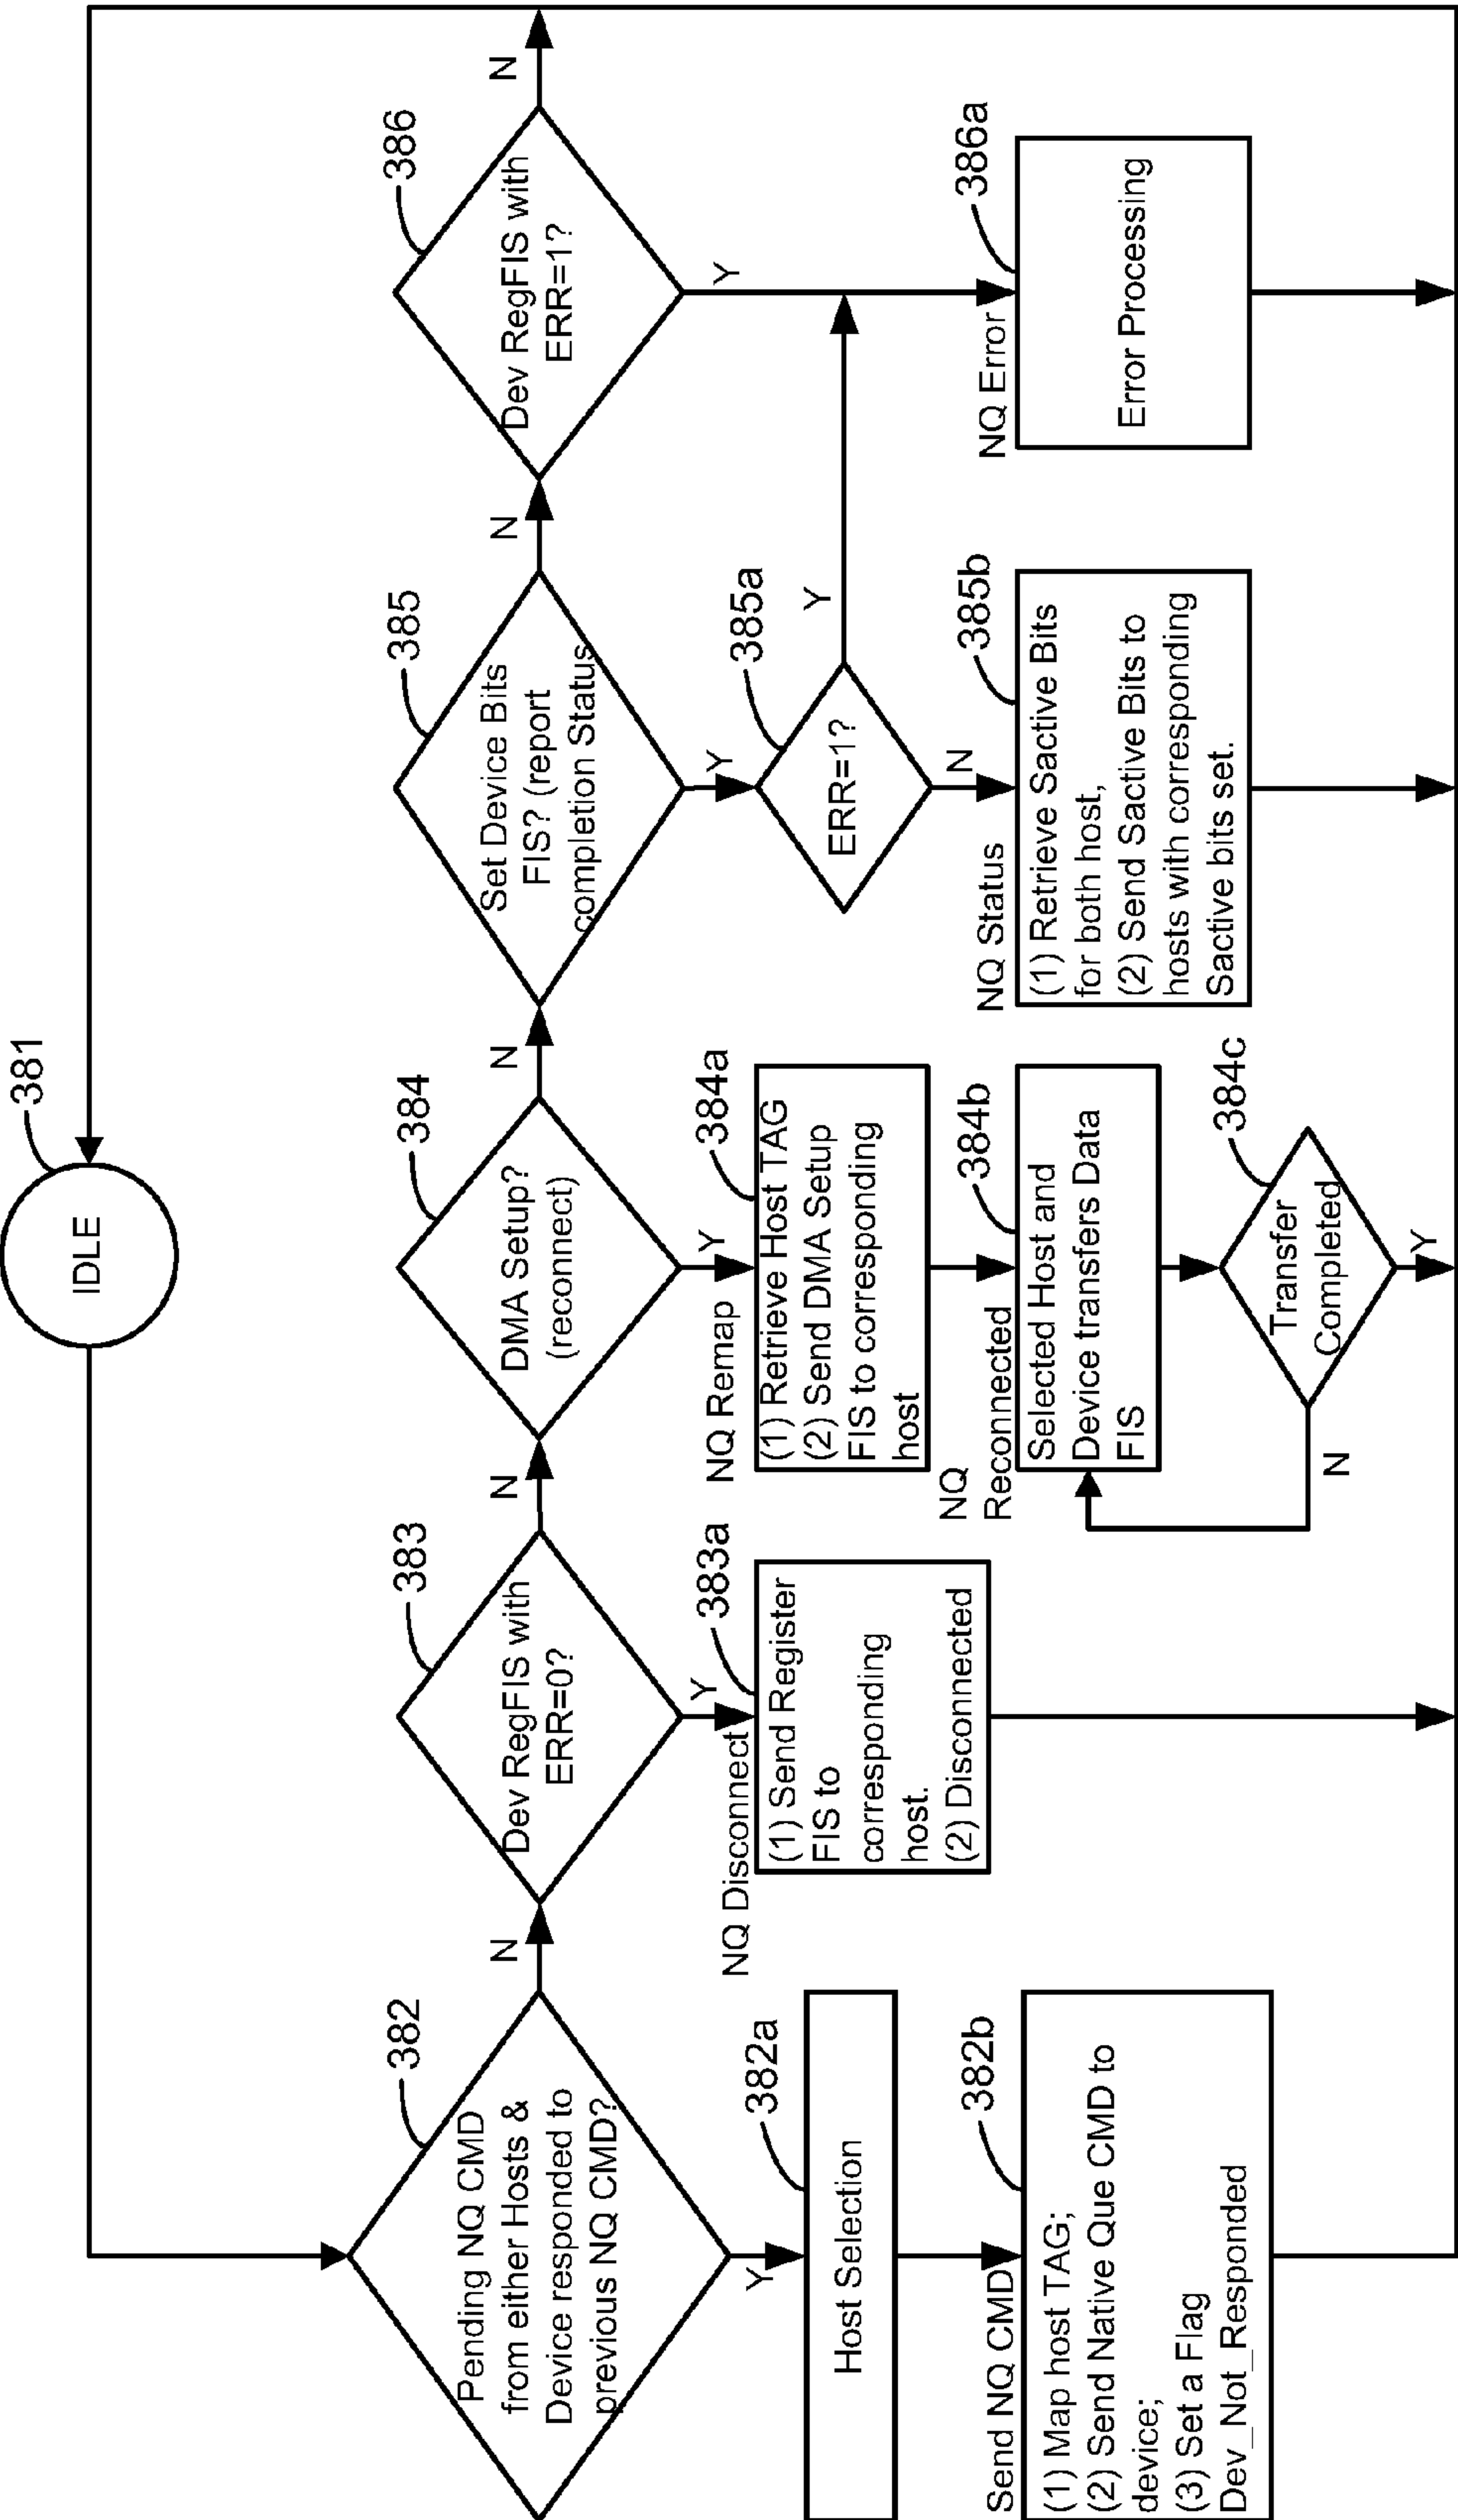 381
IDLE
382
Pending NQ CMD
from either Hosts &
Device responded to
previous NQ CMD?
N
Y
382a
Host Selection
Send NQ CMD
382b
(1) Map host TAG;
(2) Send Native Que CMD to
device;
(3) Set a Flag
Dev_Not_Responded
383
Dev RegFIS with
ERR=0?
N
Y
NQ Disconnect
383a
(1) Send Register
FIS to
corresponding
host.
(2) Disconnected
384
DMA Setup?
(reconnect)
N
Y
NQ Remap
384a
(1) Retrieve Host TAG
(2) Send DMA Setup
FIS to corresponding
host
NQ
Reconnected
384b
Selected Host and
Device transfers Data
FIS
384c
Transfer
Completed
N
Y
385
Set Device Bits
FIS? (report
completion Status
N
Y
385a
ERR=1?
Y
N
NQ Status
385b
(1) Retrieve Sactive Bits
for both host,
(2) Send Sactive Bits to
hosts with corresponding
Sactive bits set.
386
Dev RegFIS with
ERR=1?
N
Y
NQ Error
386a
Error Processing